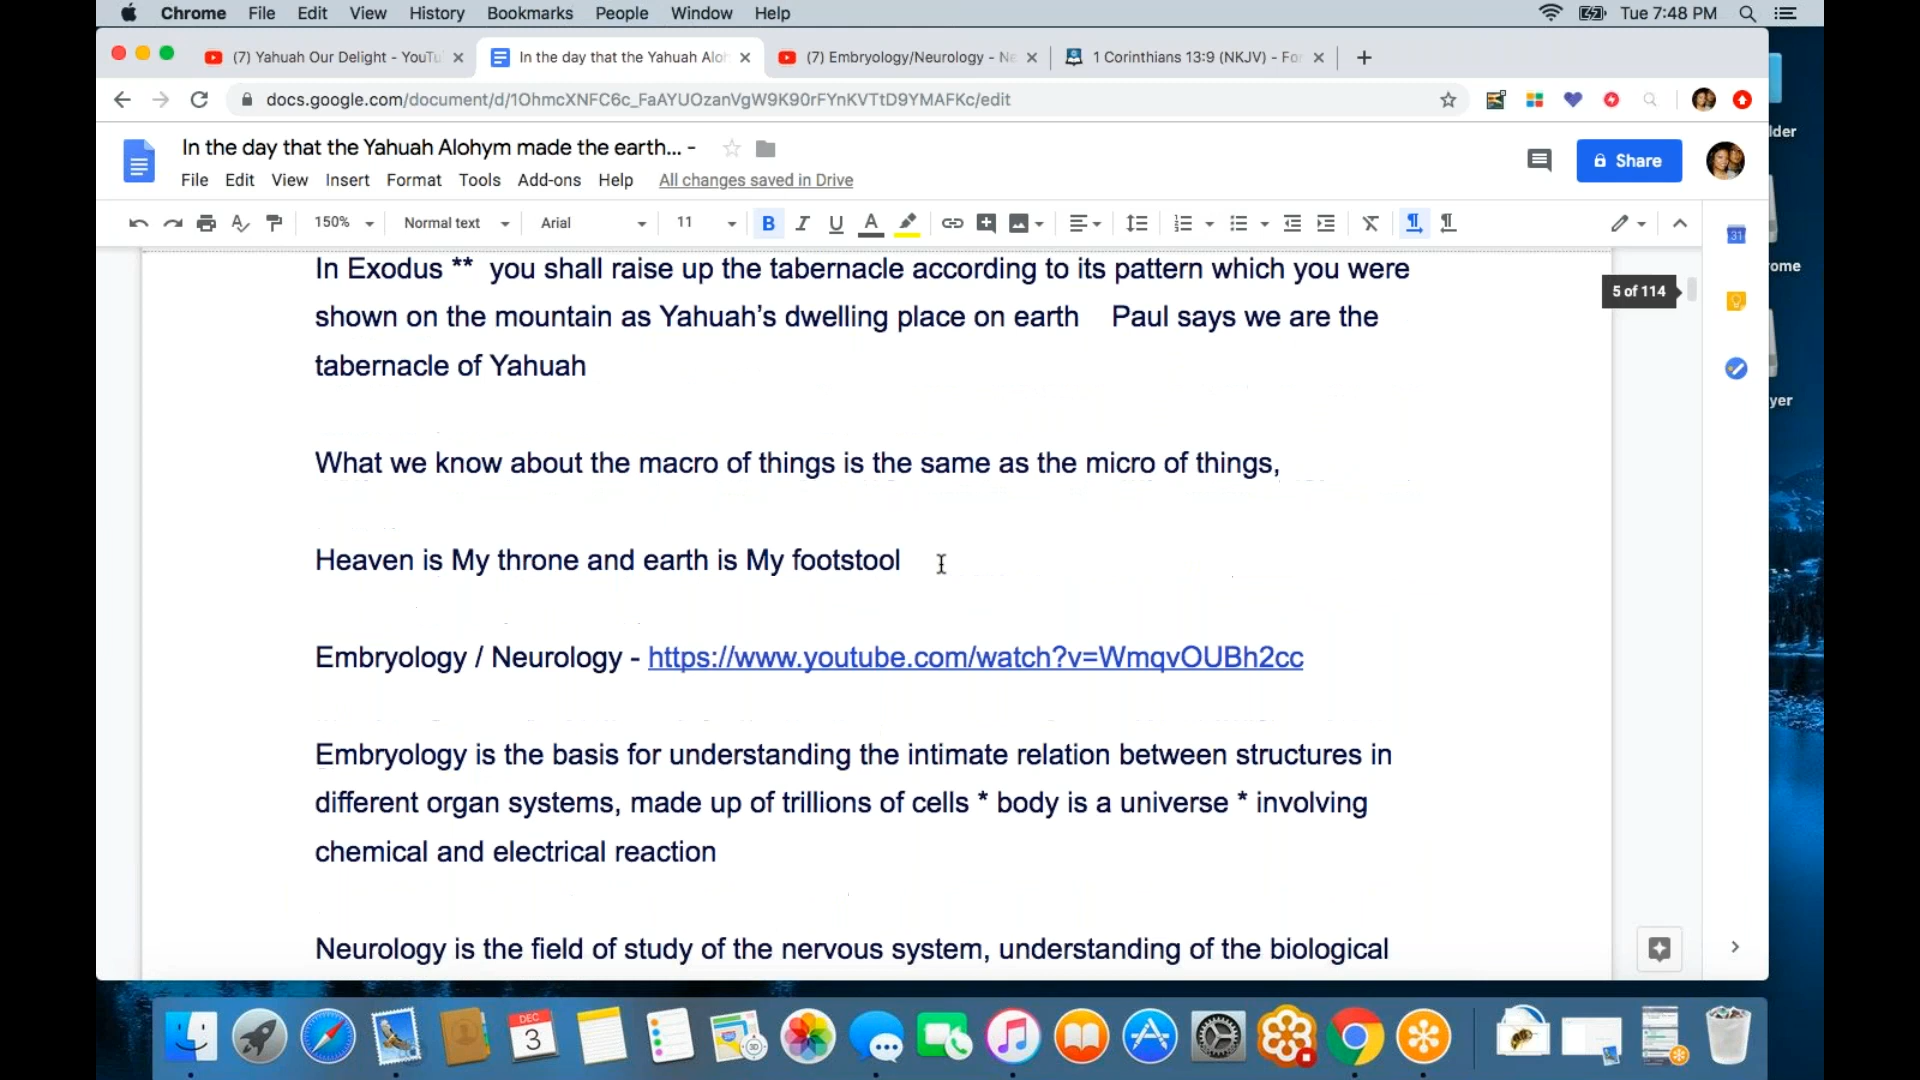 Chrome File Edit View History Bookmarks People Window Help Tue 7:48 PM
(7) Yahuah Our Delight - YouTu In the day that the Yahuah Aloh (7) Embryology/Neurology - Ne 1 Corinthians 13:9 (NKJV) - Fo
docs.google.com/document/d/1OhmcXNFC6c_FaAYUOzanVgW9K90rFYnKVTtD9YMAFKc/edit
lder
In the day that the Yahuah Alohym made the earth... -
Share
File Edit View Insert Format Tools Add-ons Help All changes saved in Drive
150% Normal text Arial 11 B I U A
31
In Exodus ** you shall raise up the tabernacle according to its pattern which you were
ome
5 of 114
shown on the mountain as Yahuah’s dwelling place on earth Paul says we are the
tabernacle of Yahuah
yer
What we know about the macro of things is the same as the micro of things,
Heaven is My throne and earth is My footstool
Embryology / Neurology - https://www.youtube.com/watch?v=WmqvOUBh2cc
Embryology is the basis for understanding the intimate relation between structures in
different organ systems, made up of trillions of cells * body is a universe * involving
chemical and electrical reaction
Neurology is the field of study of the nervous system, understanding of the biological
DEC
3
3D